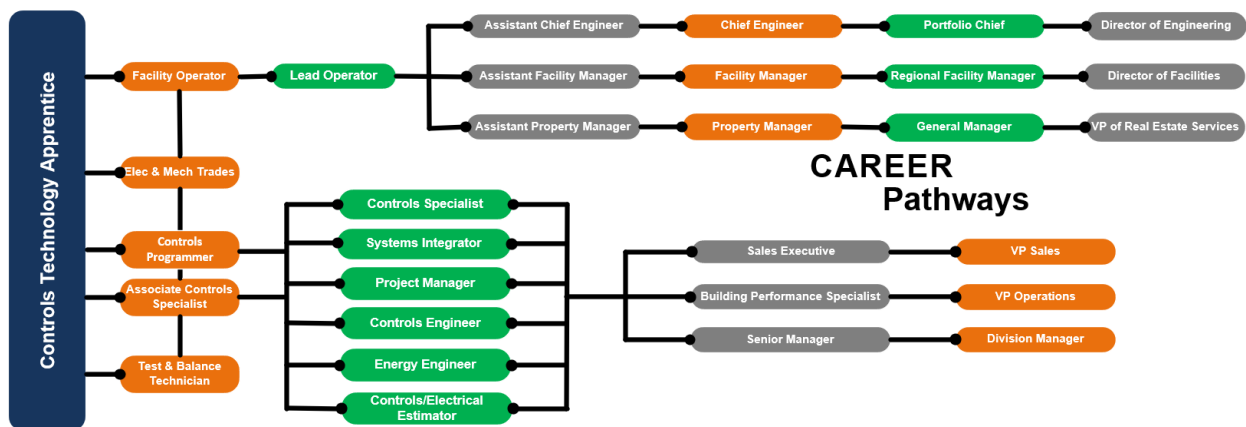 Controls Technology Apprentice
Facility Operator
Lead Operator
Assistant Chief Engineer
Chief Engineer
Portfolio Chief
Director of Engineering
Assistant Facility Manager
Facility Manager
Regional Facility Manager
Director of Facilities
Assistant Property Manager
Property Manager
General Manager
VP of Real Estate Services
CAREER
Pathways
Elec & Mech Trades
Controls
Programmer
Associate Controls
Specialist
Test & Balance
Technician
Controls Specialist
Systems Integrator
Project Manager
Controls Engineer
Energy Engineer
Controls/Electrical
Estimator
Sales Executive
VP Sales
Building Performance Specialist
VP Operations
Senior Manager
Division Manager